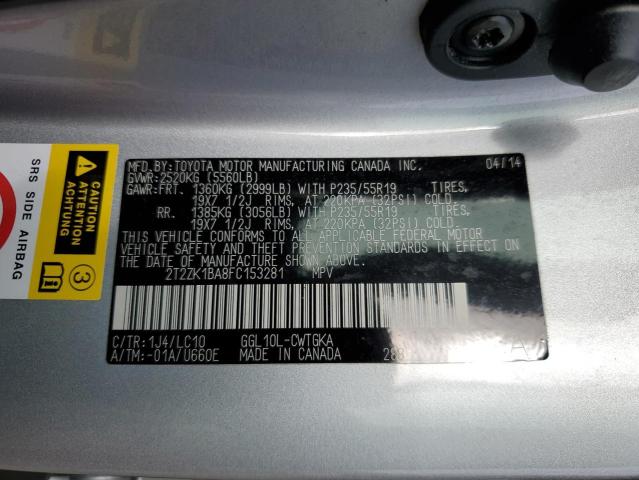 MFD.BY: TOYOTA MOTOR MANUFACTURING CANADA INC. 04/14
GVWR: 2520KG (5560LB)
GAWR: FRT. 1360KG (2999LB) WITH P235/55R19 TIRES,
19X7 1/2J RIMS, AT 220KPA (32PSI) COLD
RR. 1385KG (3056LB) WITH P235/55R19 TIRES,
19X7 1/2J RIMS, AT 220KPA (32PSI) COLD
THIS VEHICLE CONFORMS TO ALL APPLICABLE FEDERAL MOTOR
VEHICLE SAFETY AND THEFT PREVENTION STANDARDS IN EFFECT ON
THE DATE OF MANUFACTURE SHOWN ABOVE.
2T2ZK1BA8FC153281 MPV
C/TR: 1J4/LC10 GGL10L-CWTGKA
A/TM: -01A/U660E MADE IN CANADA
SRS SIDE AIRBAG
CAUTION
ATTENTION
ACHTUNG
3